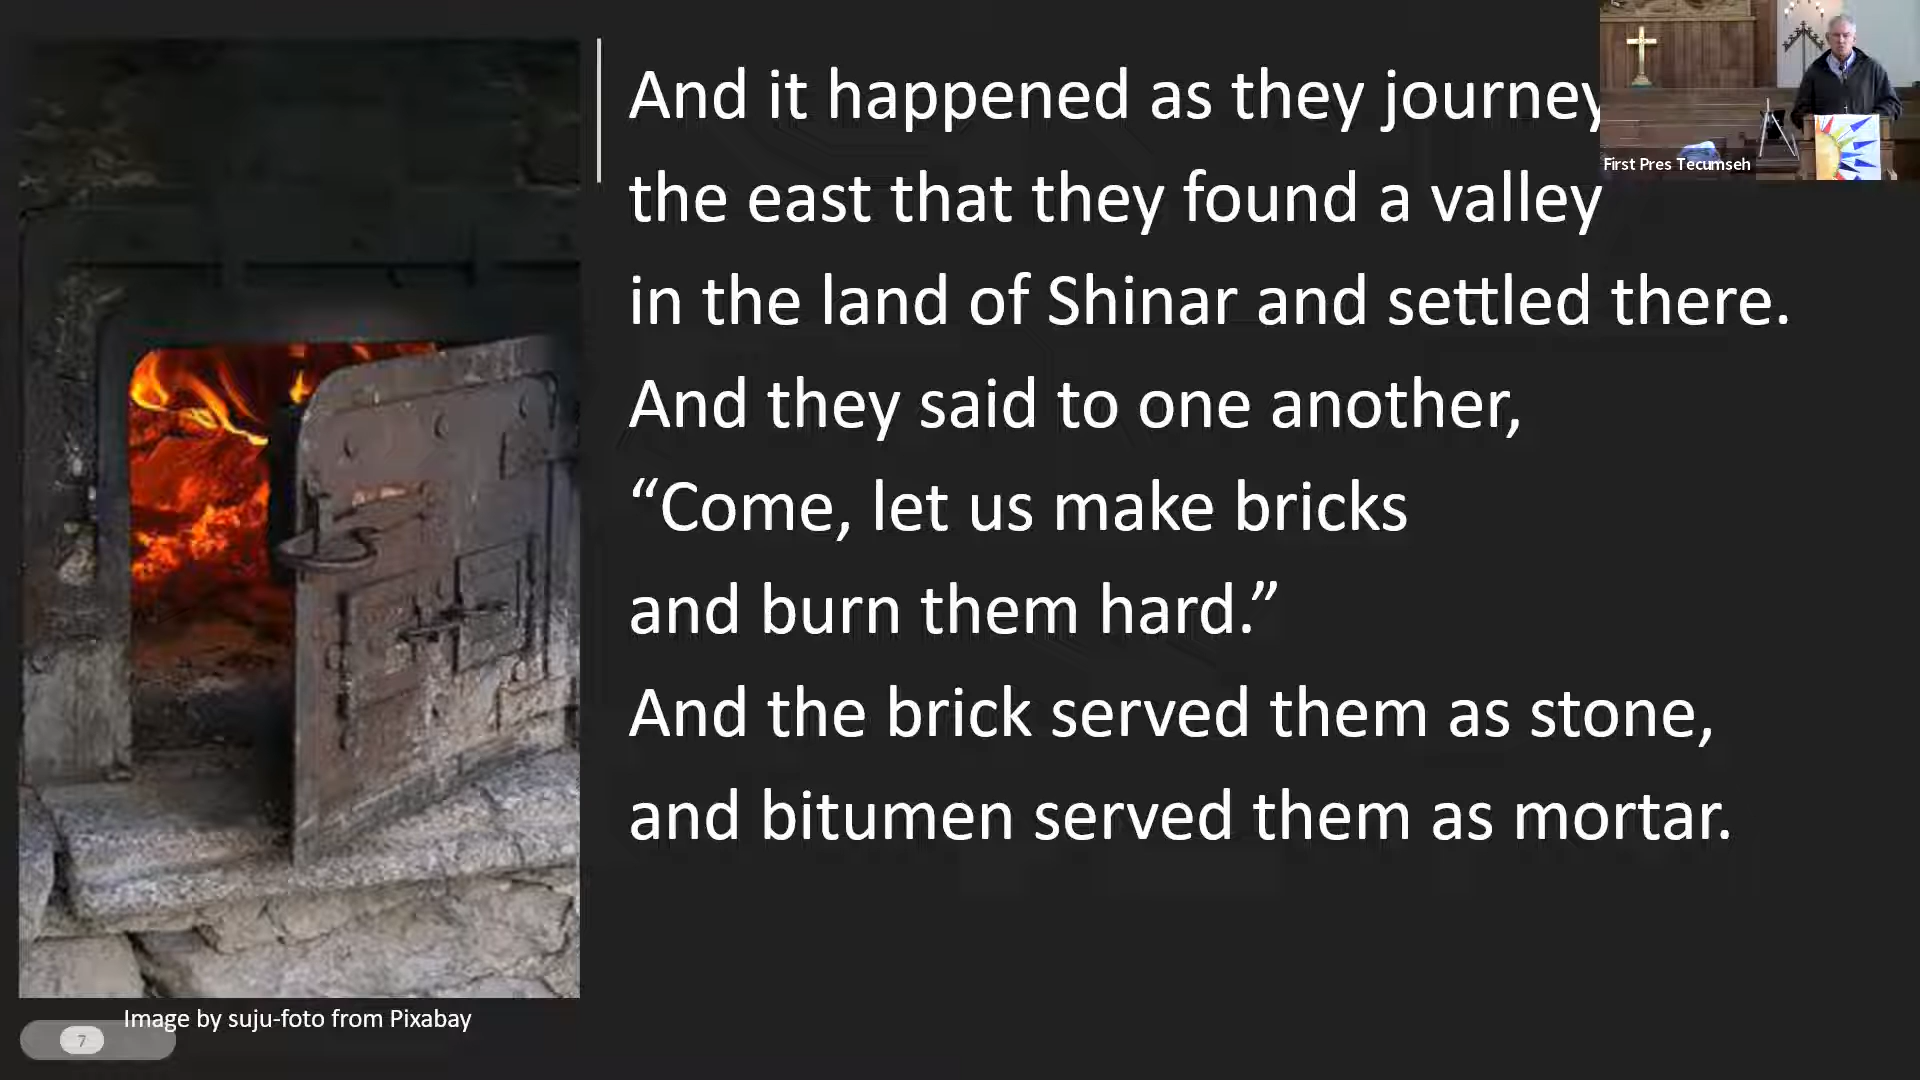 And it happened as they journey
the east that they found a valley
in the land of Shinar and settled there.
And they said to one another,
“Come, let us make bricks
and burn them hard.”
And the brick served them as stone,
and bitumen served them as mortar.
First Pres Tecumseh
Image by suju-foto from Pixabay
7